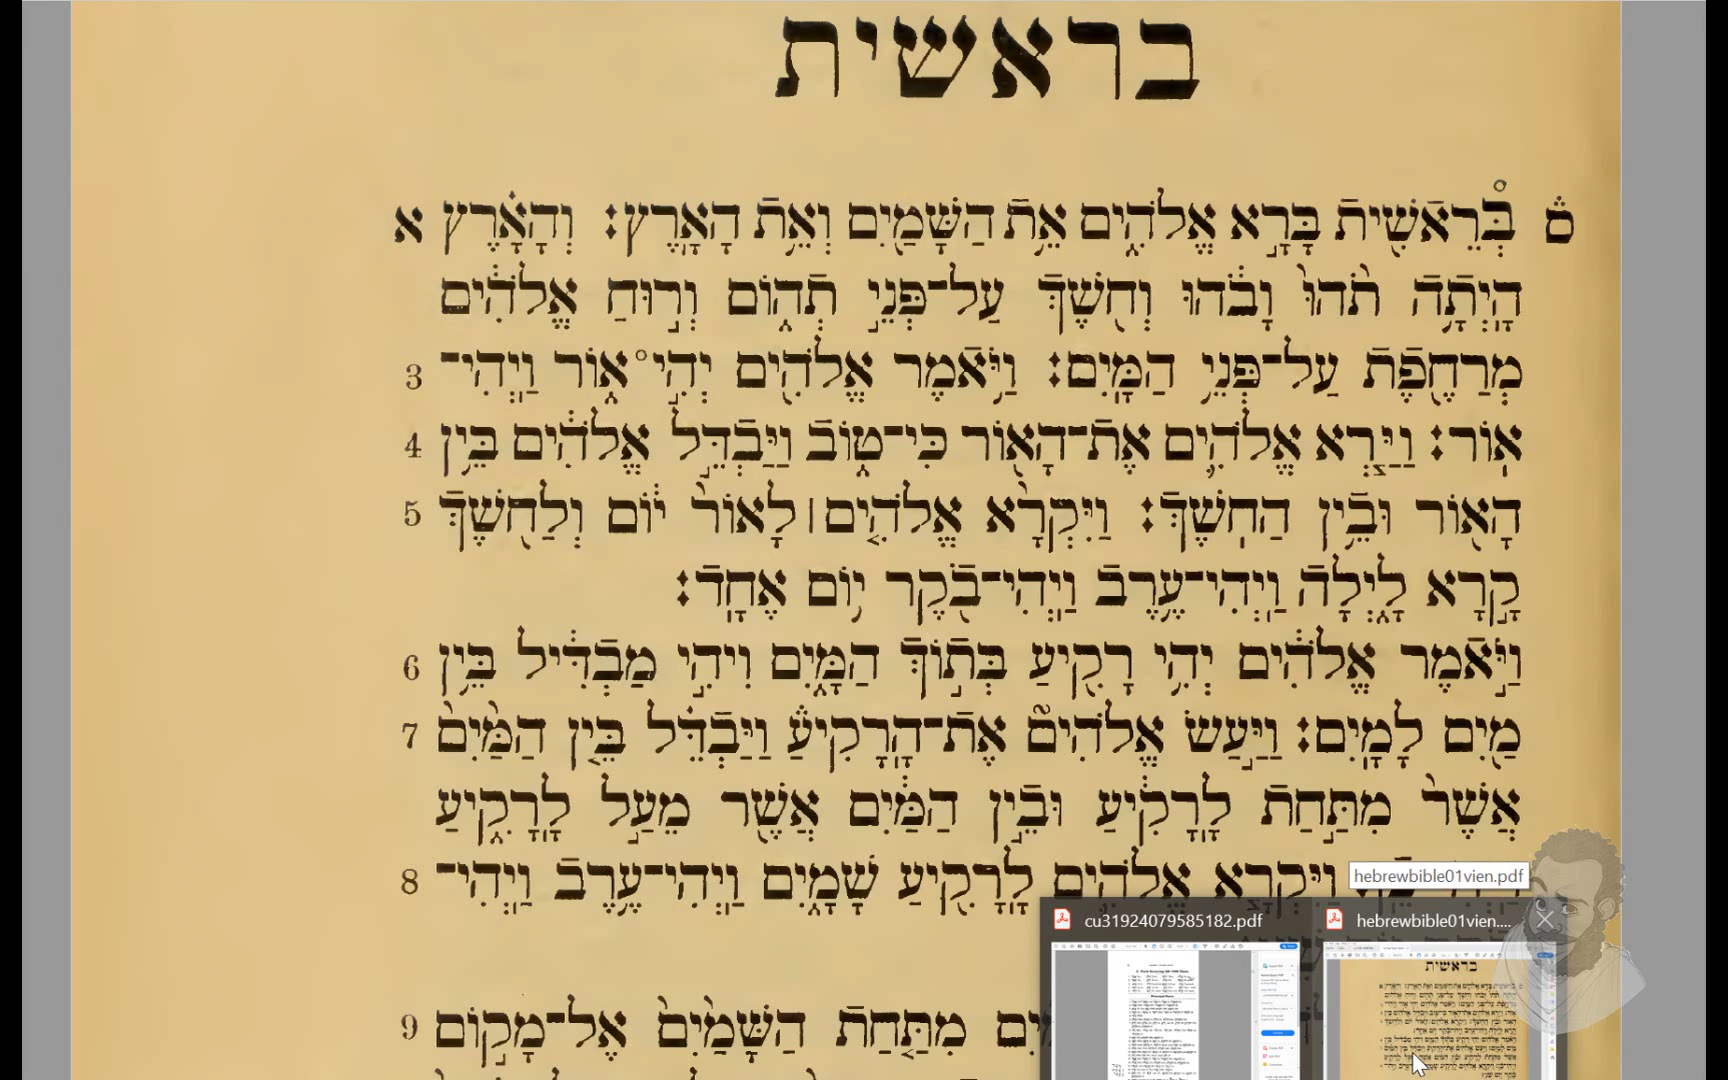 בראשית
ס֗ בְּ֯רֵאשִׁ֖ית בָּרָ֣א אֱלֹהִ֑ים אֵ֥ת הַשָּׁמַ֖יִם וְאֵ֥ת הָאָֽרֶץ׃ וְהָאָ֗רֶץ א
הָֽיְתָ֥ה תֹ֙הוּ֙ וָבֹ֔הוּ וְחֹ֖שֶׁךְ עַל־פְּנֵ֣י תְה֑וֹם וְר֣וּחַ אֱלֹהִ֔ים
מְרַחֶ֖פֶת עַל־פְּנֵ֥י הַמָּֽיִם׃ וַיֹּ֥אמֶר אֱלֹהִ֖ים יְהִ֣י֯ א֑וֹר וַֽיְהִי־ 3
אֽוֹר׃ וַיַּ֧רְא אֱלֹהִ֛ים אֶת־הָא֖וֹר כִּי־ט֑וֹב וַיַּבְדֵּ֣ל אֱלֹהִ֔ים בֵּ֥ין 4
הָא֖וֹר וּבֵ֥ין הַחֹֽשֶׁךְ׃ וַיִּקְרָ֨א אֱלֹהִ֤ים׀ לָאוֹר֙ י֔וֹם וְלַחֹ֖שֶׁךְ 5
קָ֣רָא לָ֑יְלָה וַֽיְהִי־עֶ֥רֶב וַֽיְהִי־בֹ֖קֶר י֥וֹם אֶחָֽד׃
וַיֹּ֣אמֶר אֱלֹהִ֔ים יְהִ֥י רָקִ֖יעַ בְּת֣וֹךְ הַמָּ֑יִם וִיהִ֣י מַבְדִּ֔יל בֵּ֥ין 6
מַ֖יִם לָמָֽיִם׃ וַיַּ֣עַשׂ אֱלֹהִים֮ אֶת־הָֽרָקִיעַ֒ וַיַּבְדֵּ֗ל בֵּ֤ין הַמַּ֙יִם֙ 7
אֲשֶׁר֙ מִתַּ֣חַת לָֽרָקִ֔יעַ וּבֵ֣ין הַמַּ֔יִם אֲשֶׁ֖ר מֵעַ֣ל לָֽרָקִ֑יעַ
וַיִּקְרָ֧א אֱלֹהִ֛ים לָֽרָקִ֖יעַ שָׁמָ֑יִם וַֽיְהִי־עֶ֥רֶב וַֽיְהִי־ 8
hebrewbible01vien.pdf
cu31924079585182.pdf hebrewbible01vien....
מִתַּ֤חַת הַשָּׁמַ֙יִם֙ אֶל־מָק֣וֹם 9